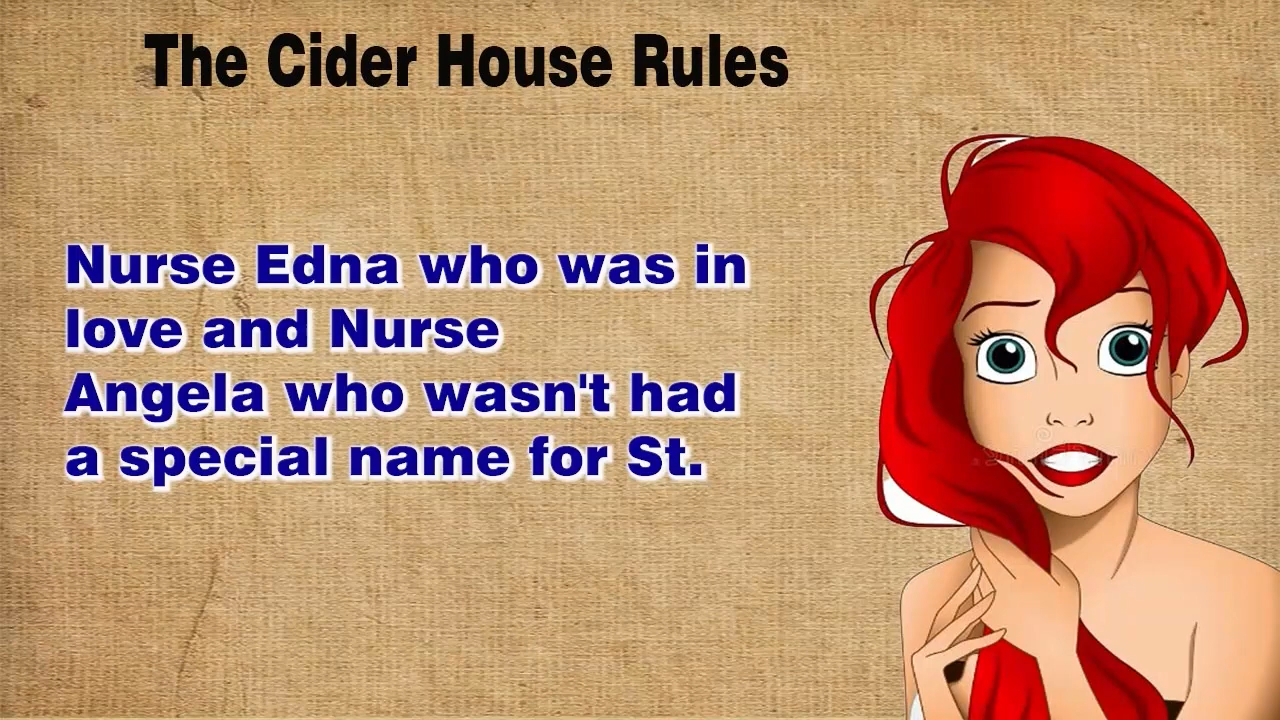 The Cider House Rules
Nurse Edna who was in
love and Nurse
Angela who wasn't had
a special name for St.